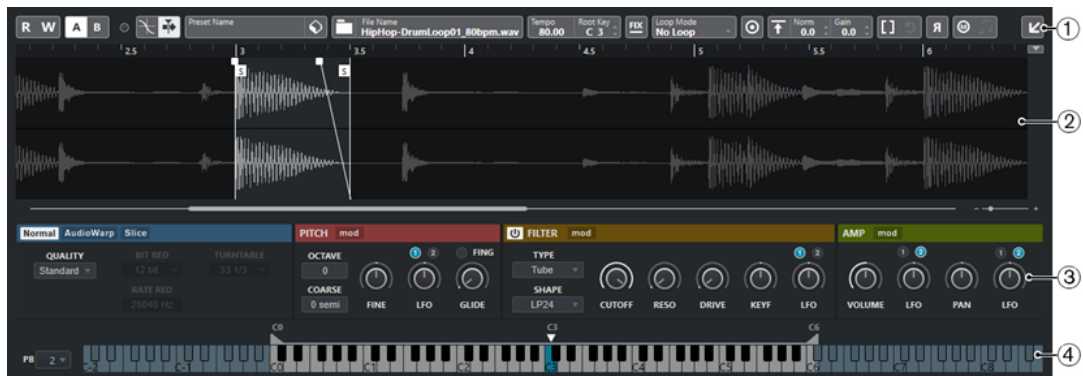 R W A B Preset Name File Name Tempo Root Key FIX Loop Mode Norm Gain R M 1
HipHop-DrumLoop01_80bpm.wav 80.00 C 3 No Loop 0.0 0.0
2.5 3 3.5 4 4.5 5 5.5 6
S S
2
- +
Normal AudioWarp Slice PITCH mod FILTER mod AMP mod
QUALITY BIT RED TURNTABLE OCTAVE 1 2 FING TYPE 1 2 1 2 1 2
Standard 12 bit 33 1/3 0 Tube
RATE RED COARSE SHAPE 3
26040 Hz 0 semi FINE LFO GLIDE LP24 CUTOFF RESO DRIVE KEYF LFO VOLUME LFO PAN LFO
C0 C3 C6
PB 2 C-2 C-1 C0 C1 C2 C3 C4 C5 C6 C7 C8 4